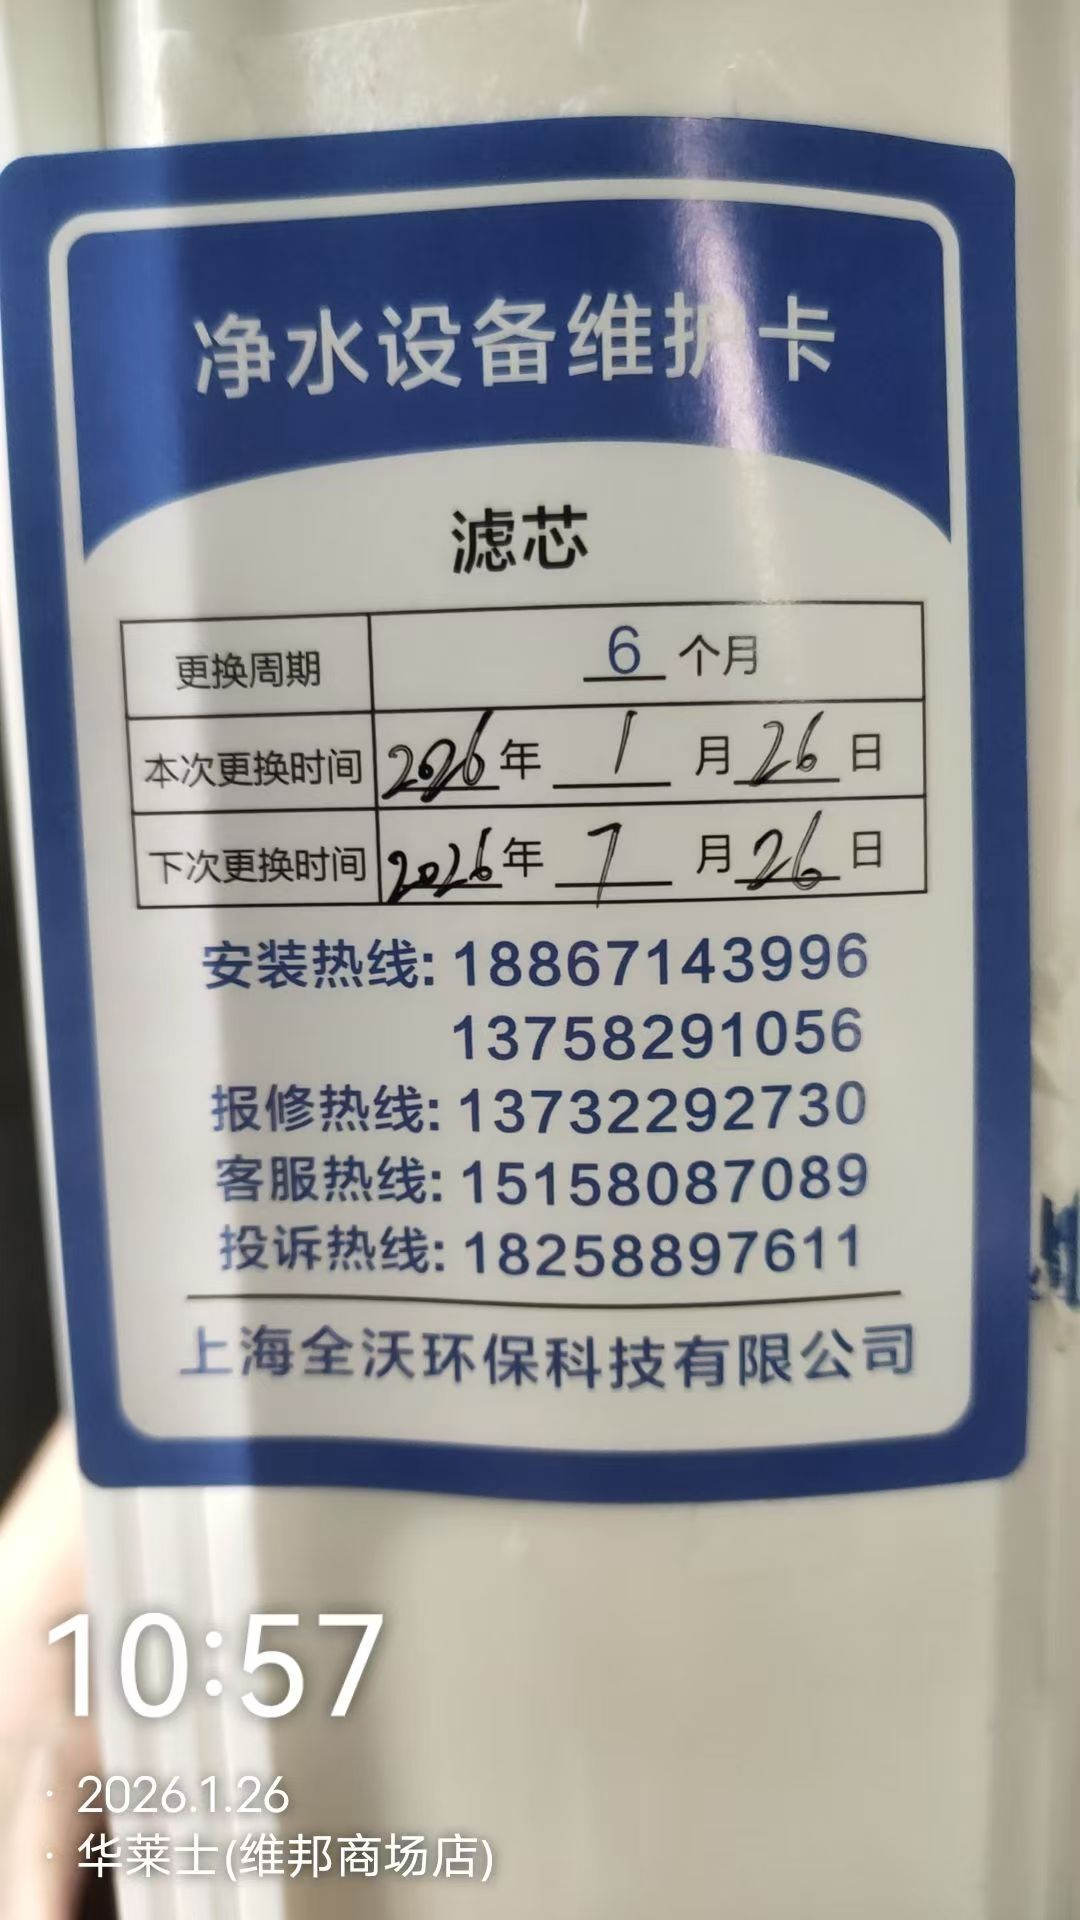 净水设备维护卡
滤芯
更换周期 6 个月
本次更换时间 2026 年 1 月 26 日
下次更换时间 2026 年 7 月 26 日
安装热线: 18867143996
13758291056
报修热线: 13732292730
客服热线: 15158087089
投诉热线: 18258897611
上海全沃环保科技有限公司
10:57
· 2026.1.26
· 华莱士(维邦商场店)